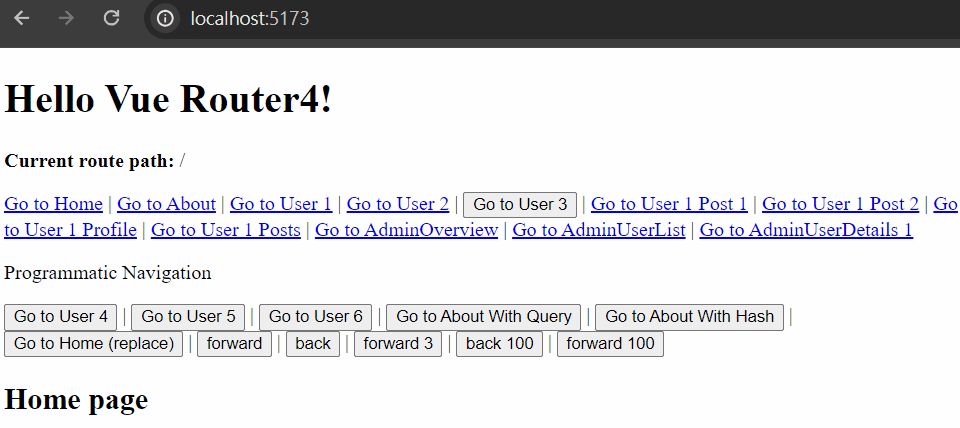 localhost:5173
Hello Vue Router4!
Current route path: /
Go to Home | Go to About | Go to User 1 | Go to User 2 | Go to User 3 | Go to User 1 Post 1 | Go to User 1 Post 2 | Go
to User 1 Profile | Go to User 1 Posts | Go to AdminOverview | Go to AdminUserList | Go to AdminUserDetails 1
Programmatic Navigation
Go to User 4 | Go to User 5 | Go to User 6 | Go to About With Query | Go to About With Hash |
Go to Home (replace) | forward | back | forward 3 | back 100 | forward 100
Home page